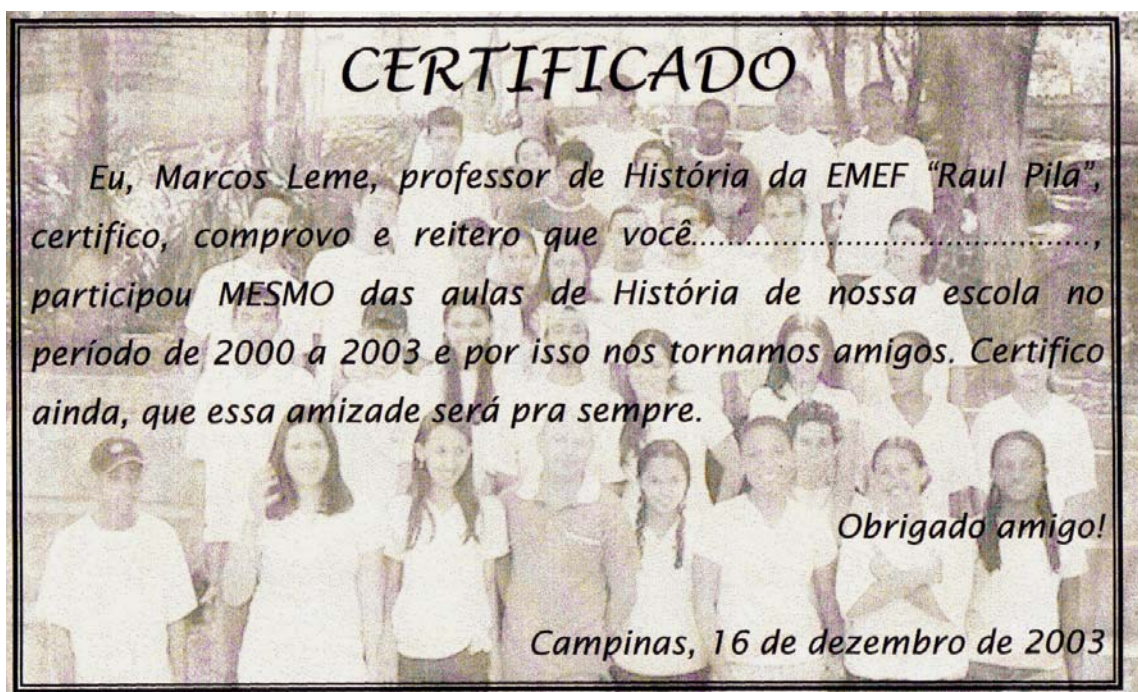 CERTIFICADO
Eu, Marcos Leme, professor de História da EMEF “Raul Pila”,
certifico, comprovo e reitero que você..........................................,
participou MESMO das aulas de História de nossa escola no
período de 2000 a 2003 e por isso nos tornamos amigos. Certifico
ainda, que essa amizade será pra sempre.
Obrigado amigo!
Campinas, 16 de dezembro de 2003